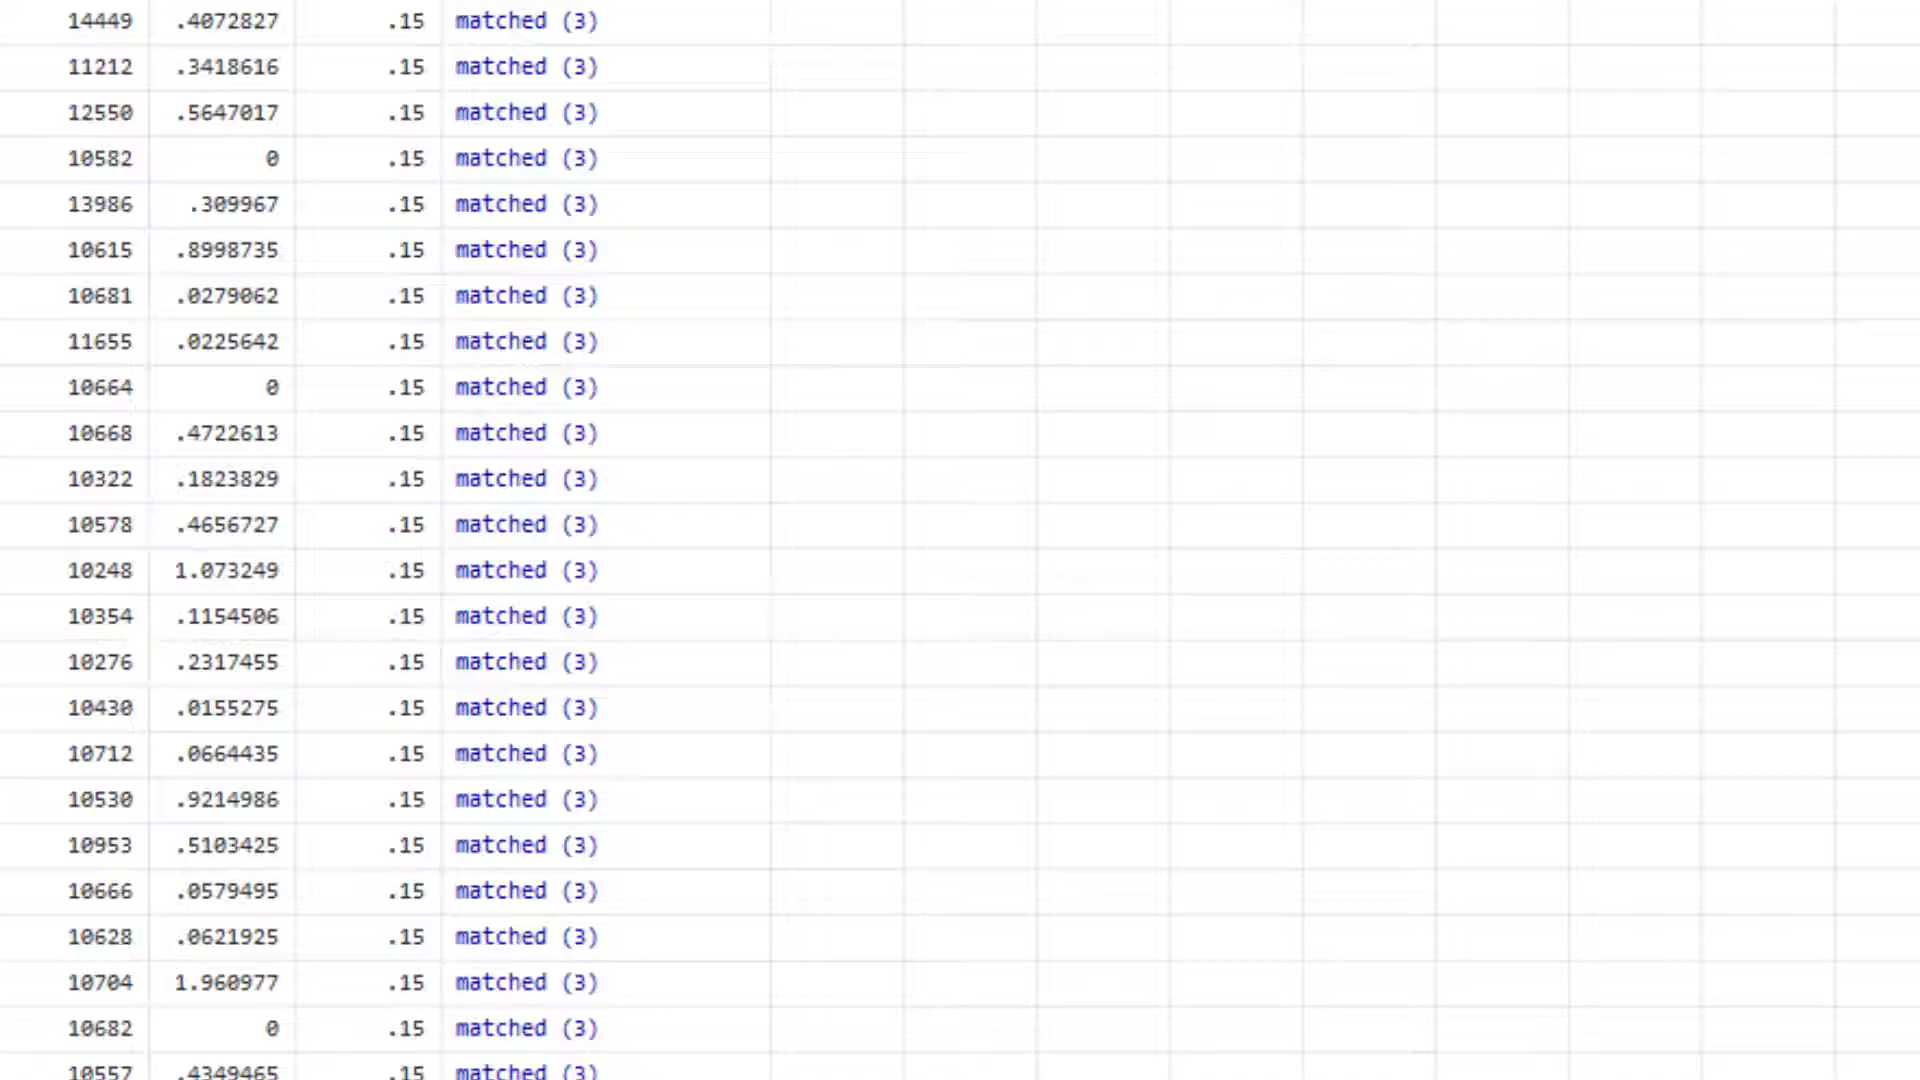 14449 .4072827 .15 matched (3)
11212 .3418616 .15 matched (3)
12550 .5647017 .15 matched (3)
10582 0 .15 matched (3)
13986 .309967 .15 matched (3)
10615 .8998735 .15 matched (3)
10681 .0279062 .15 matched (3)
11655 .0225642 .15 matched (3)
10664 0 .15 matched (3)
10668 .4722613 .15 matched (3)
10322 .1823829 .15 matched (3)
10578 .4656727 .15 matched (3)
10248 1.073249 .15 matched (3)
10354 .1154506 .15 matched (3)
10276 .2317455 .15 matched (3)
10430 .0155275 .15 matched (3)
10712 .0664435 .15 matched (3)
10530 .9214986 .15 matched (3)
10953 .5103425 .15 matched (3)
10666 .0579495 .15 matched (3)
10628 .0621925 .15 matched (3)
10704 1.960977 .15 matched (3)
10682 0 .15 matched (3)
10557 .4349465 .15 matched (3)